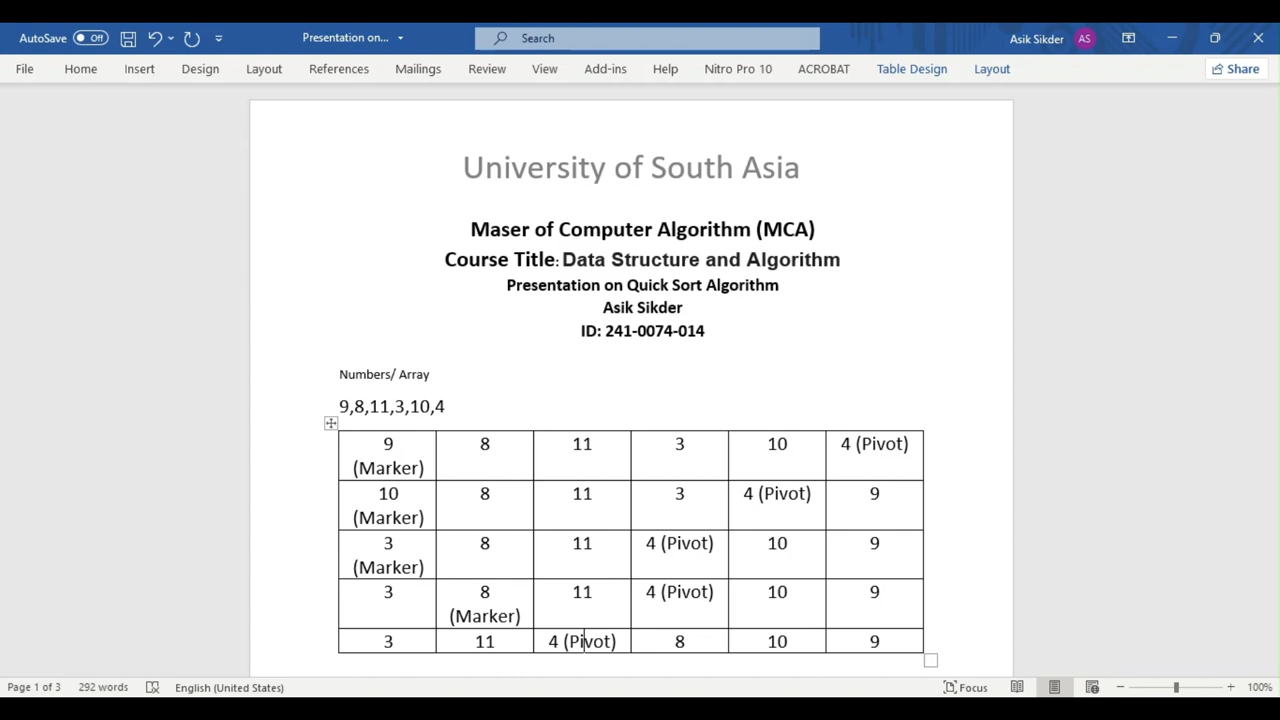 AutoSave Off Presentation on... Search Asik Sikder AS
File Home Insert Design Layout References Mailings Review View Add-ins Help Nitro Pro 10 ACROBAT Table Design Layout Share
University of South Asia
Maser of Computer Algorithm (MCA)
Course Title: Data Structure and Algorithm
Presentation on Quick Sort Algorithm
Asik Sikder
ID: 241-0074-014
Numbers/ Array
9,8,11,3,10,4
9 8 11 3 10 4 (Pivot)
(Marker)
10 8 11 3 4 (Pivot) 9
(Marker)
3 8 11 4 (Pivot) 10 9
(Marker)
3 8 11 4 (Pivot) 10 9
(Marker)
3 11 4 (Pivot) 8 10 9
Page 1 of 3 292 words English (United States) Focus 100%